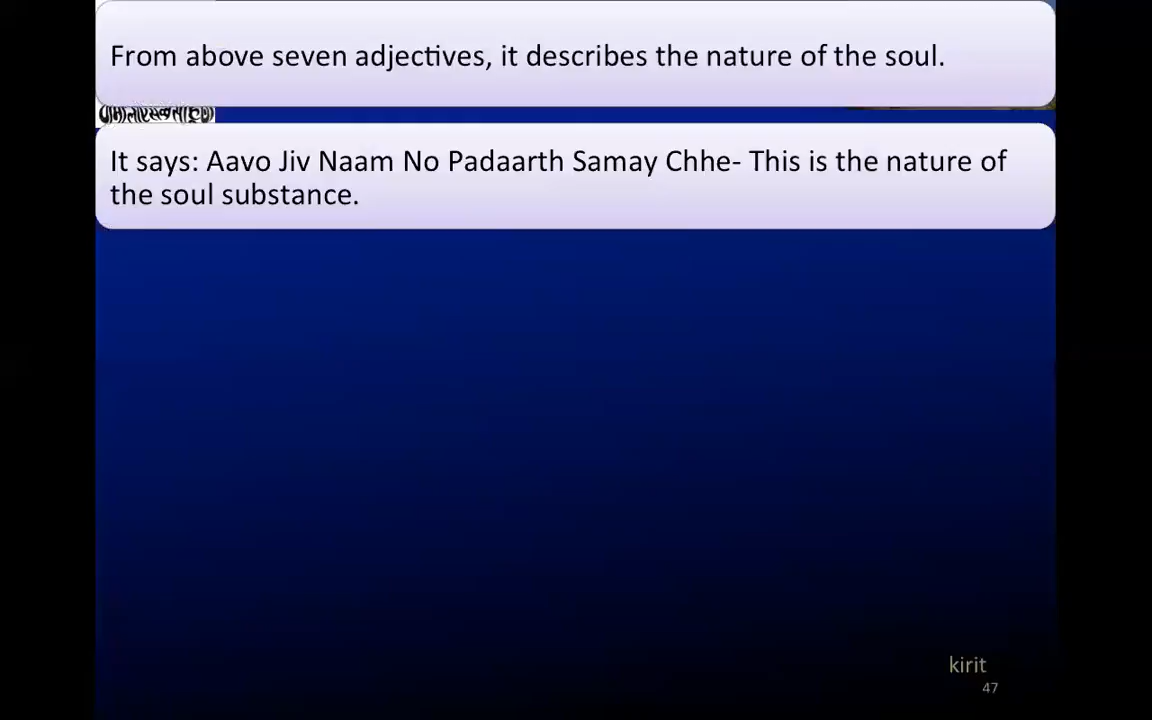 From above seven adjectives, it describes the nature of the soul.
It says: Aavo Jiv Naam No Padaarth Samay Chhe- This is the nature of
the soul substance.
kirit
47